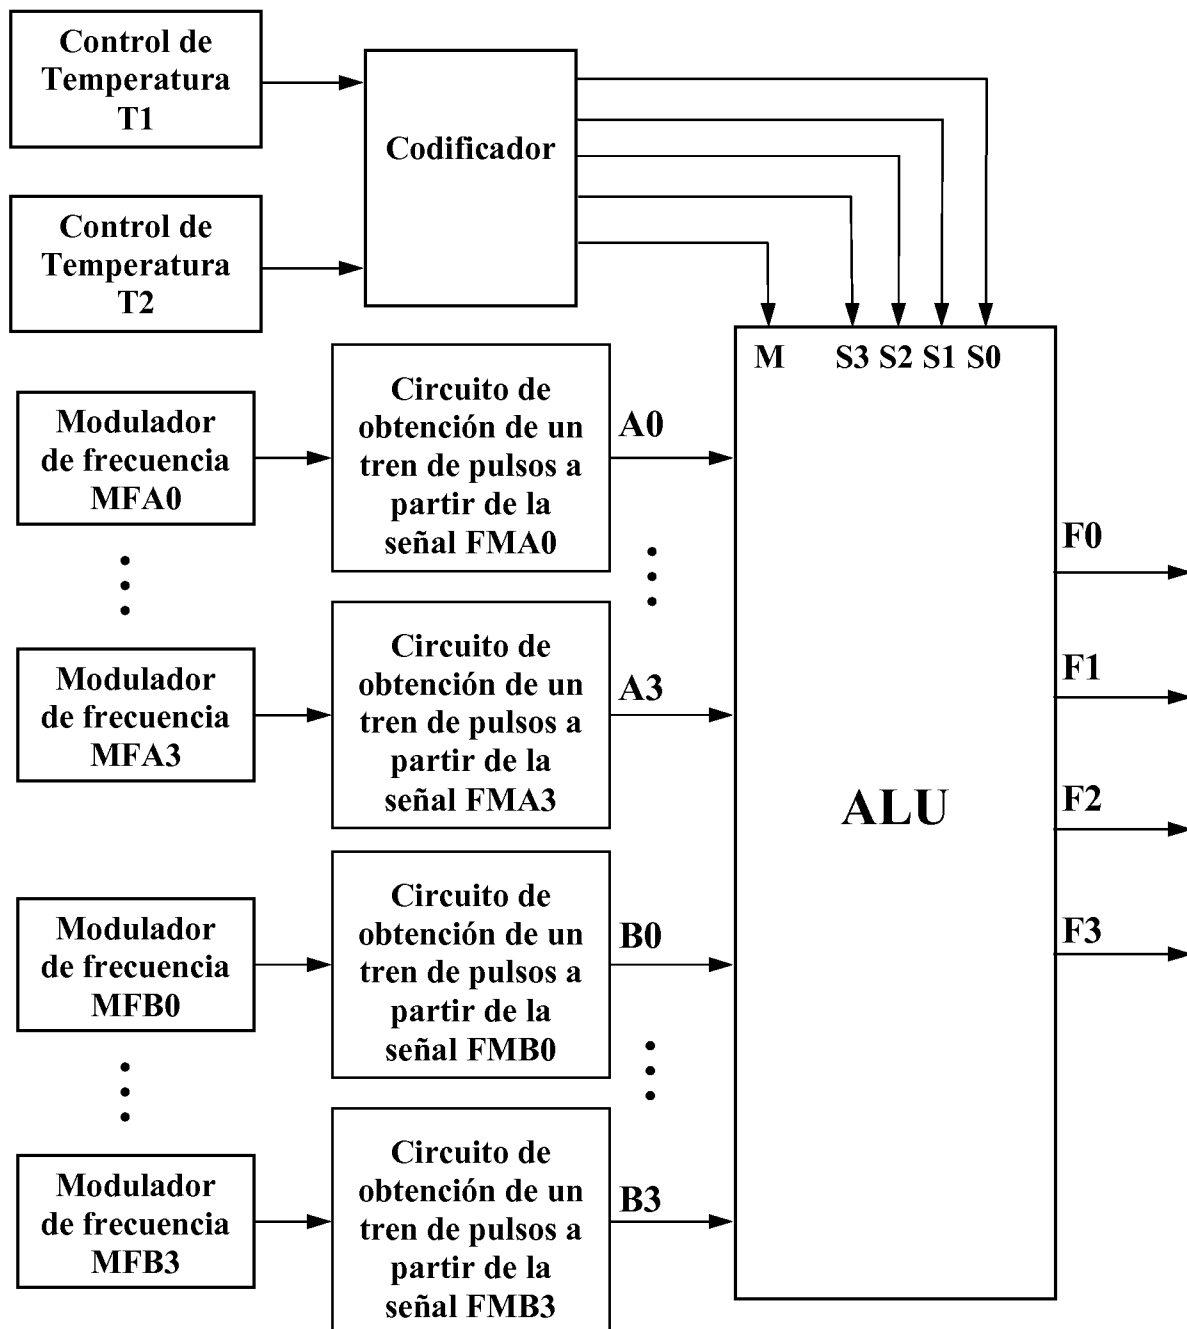 Control de
Temperatura
T1
Codificador
Control de
Temperatura
T2
M S3 S2 S1 S0
Modulador
de frecuencia
MFA0
Circuito de
obtención de un
tren de pulsos a
partir de la
señal FMA0
A0
Modulador
de frecuencia
MFA3
Circuito de
obtención de un
tren de pulsos a
partir de la
señal FMA3
A3
Modulador
de frecuencia
MFB0
Circuito de
obtención de un
tren de pulsos a
partir de la
señal FMB0
B0
Modulador
de frecuencia
MFB3
Circuito de
obtención de un
tren de pulsos a
partir de la
señal FMB3
B3
ALU
F0
F1
F2
F3